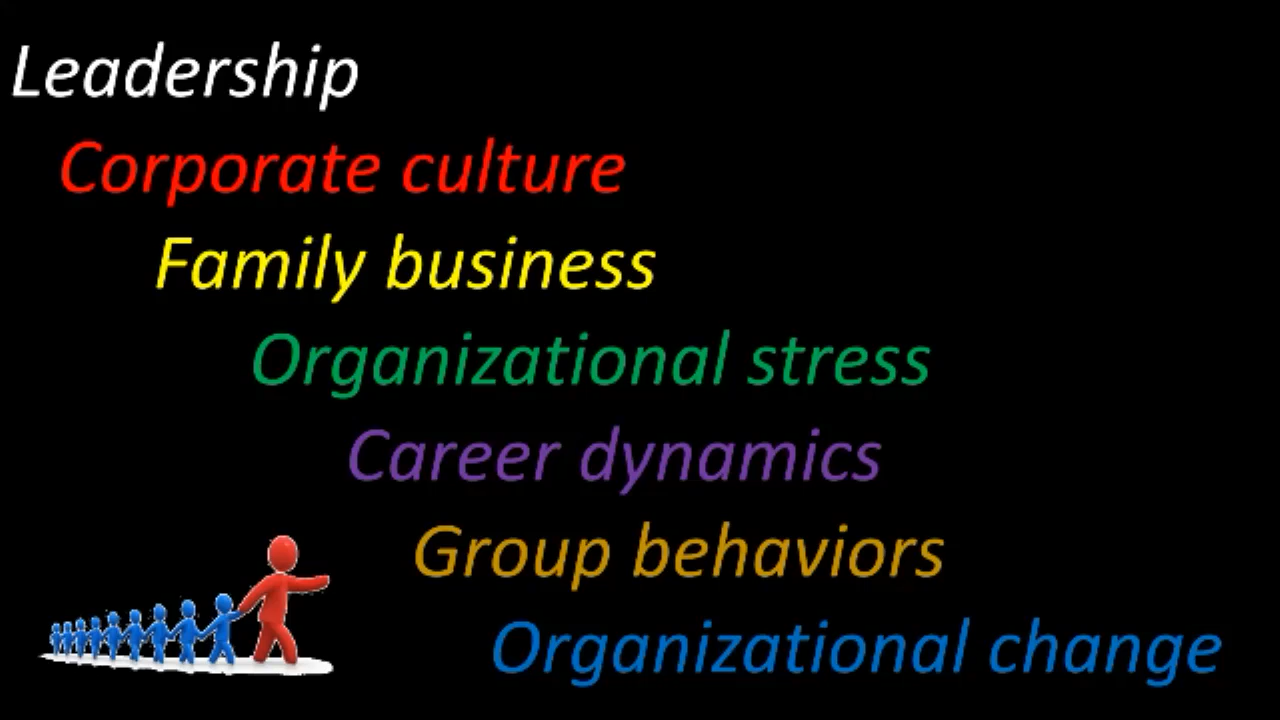 Leadership
Corporate culture
Family business
Organizational stress
Career dynamics
Group behaviors
Organizational change